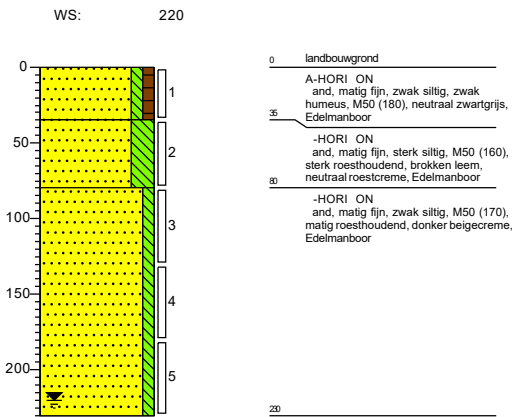 WS: 220
0
50
100
150
200
1
2
3
4
5
0 landbouwgrond
A-HORI ON
and, matig fijn, zwak siltig, zwak
humeus, M50 (180), neutraal zwartgrijs,
Edelmanboor
35
-HORI ON
and, matig fijn, sterk siltig, M50 (160),
sterk roesthoudend, brokken leem,
neutraal roestcreme, Edelmanboor
80
-HORI ON
and, matig fijn, zwak siltig, M50 (170),
matig roesthoudend, donker beigecreme,
Edelmanboor
230